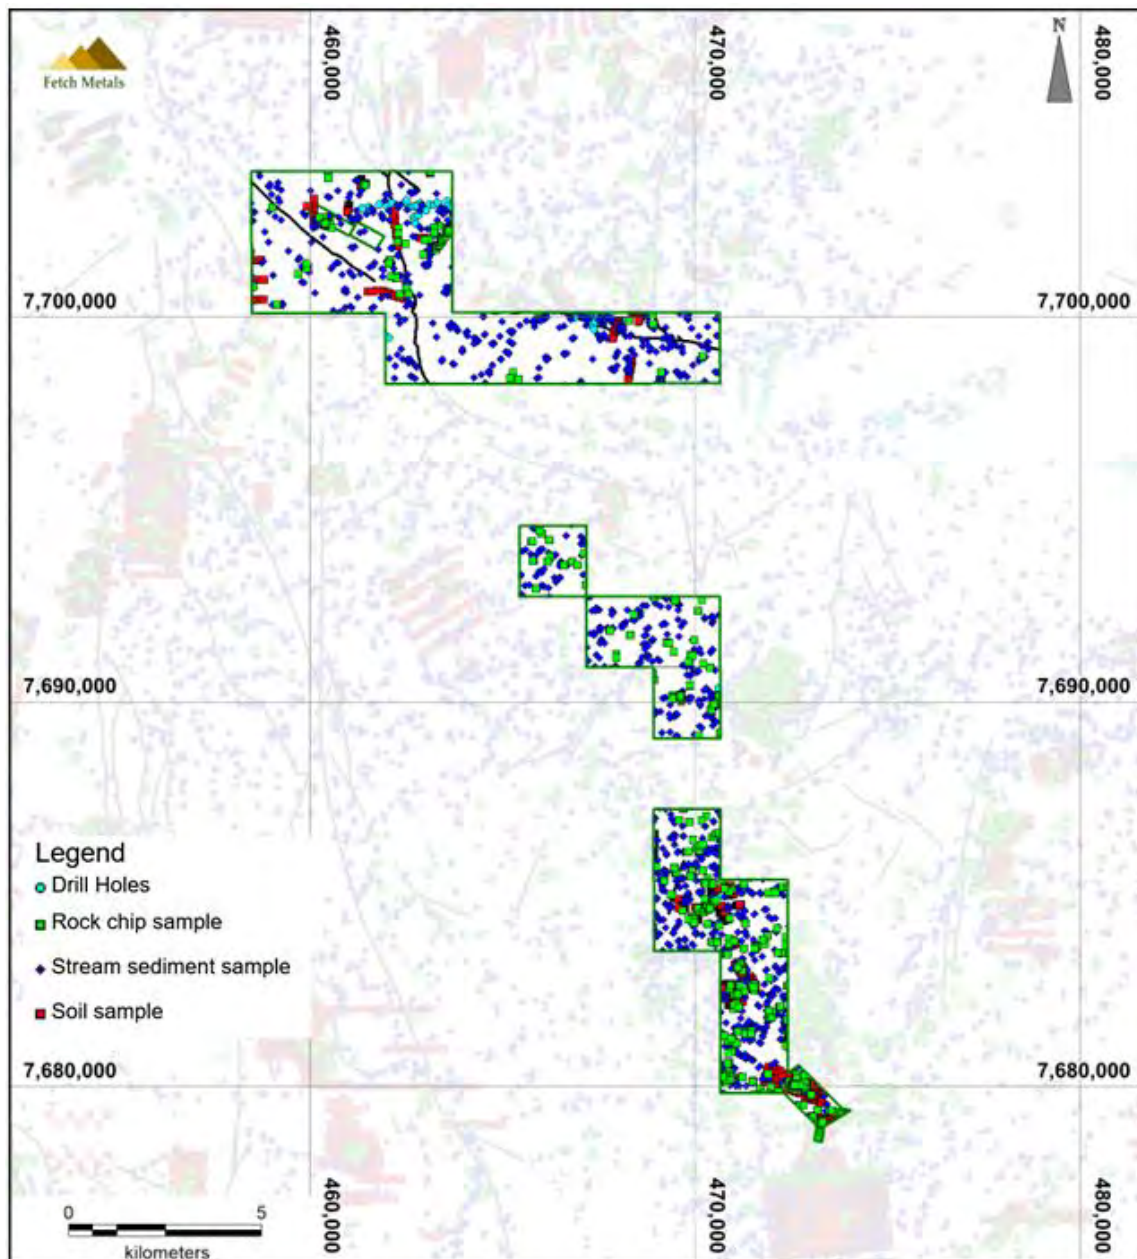 460,000
470,000
480,000
N
Fetch Metals
7,700,000
7,700,000
7,690,000
7,690,000
Legend
Drill Holes
Rock chip sample
Stream sediment sample
Soil sample
7,680,000
7,680,000
460,000
470,000
480,000
0 5
kilometers